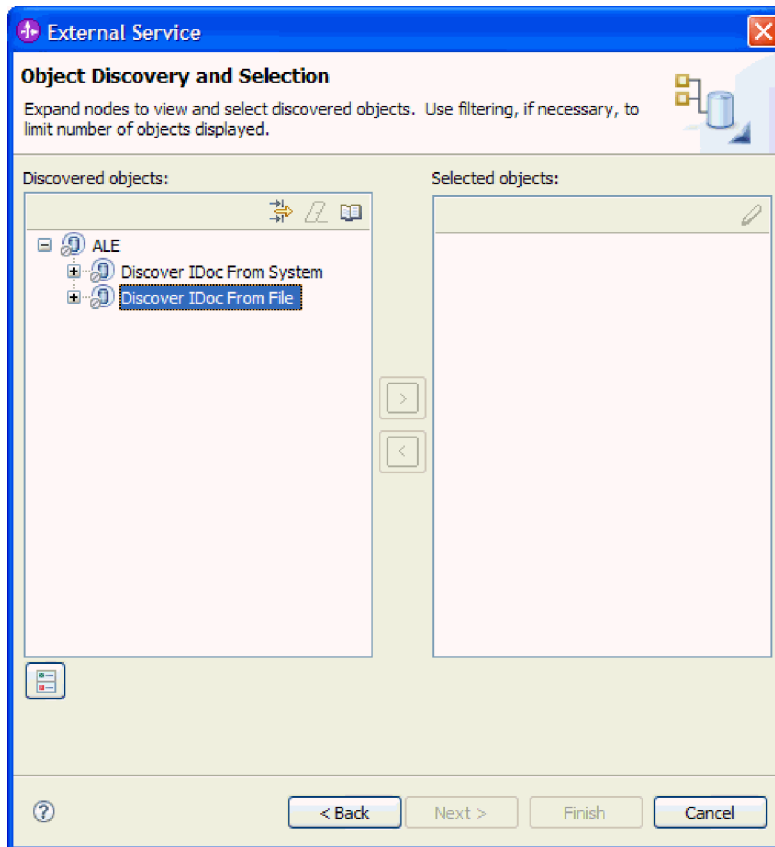 External Service
Object Discovery and Selection
Expand nodes to view and select discovered objects. Use filtering, if necessary, to
limit number of objects displayed.
Discovered objects:
Selected objects:
ALE
Discover IDoc From System
Discover IDoc From File
>
<
?
< Back
Next >
Finish
Cancel